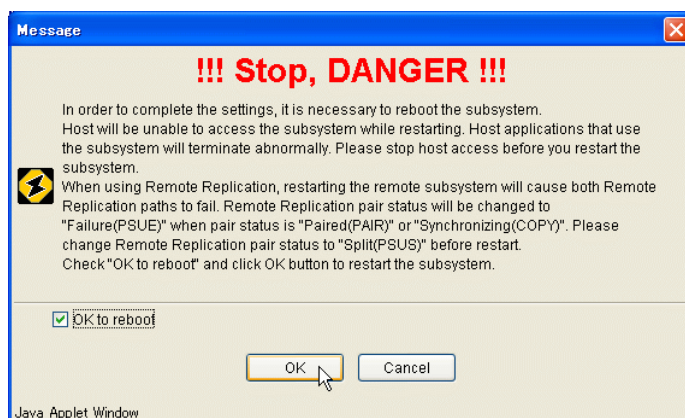 Message
!!! Stop, DANGER !!!
In order to complete the settings, it is necessary to reboot the subsystem.
Host will be unable to access the subsystem while restarting. Host applications that use
the subsystem will terminate abnormally. Please stop host access before you restart the
subsystem.
When using Remote Replication, restarting the remote subsystem will cause both Remote
Replication paths to fail. Remote Replication pair status will be changed to
"Failure(PSUE)" when pair status is "Paired(PAIR)" or "Synchronizing(COPY)". Please
change Remote Replication pair status to "Split(PSUS)" before restart.
Check "OK to reboot" and click OK button to restart the subsystem.
OK to reboot
OK
Cancel
Java Applet Window